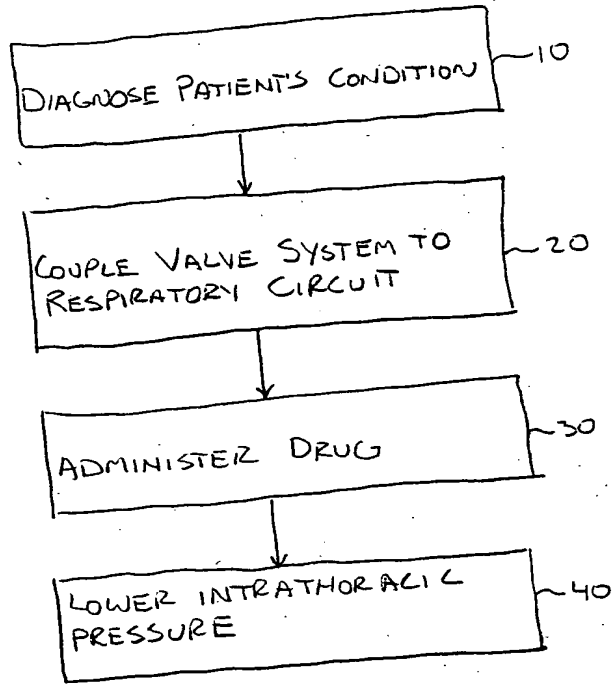 DIAGNOSE PATIENT'S CONDITION
10
COUPLE VALVE SYSTEM TO
RESPIRATORY CIRCUIT
20
ADMINISTER DRUG
30
LOWER INTRATHORACIC
PRESSURE
40